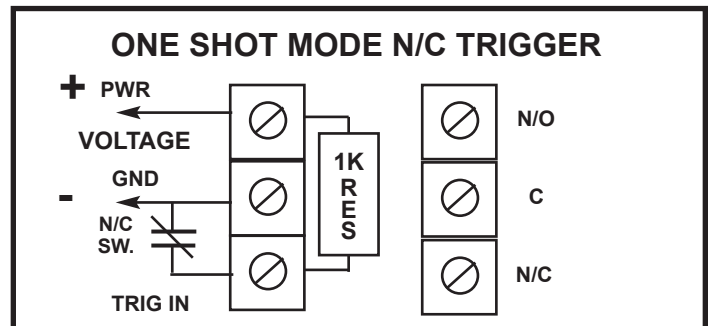 ONE SHOT MODE N/C TRIGGER
+ PWR
VOLTAGE
- GND
N/C
SW.
TRIG IN
1K
R
E
S
N/O
C
N/C